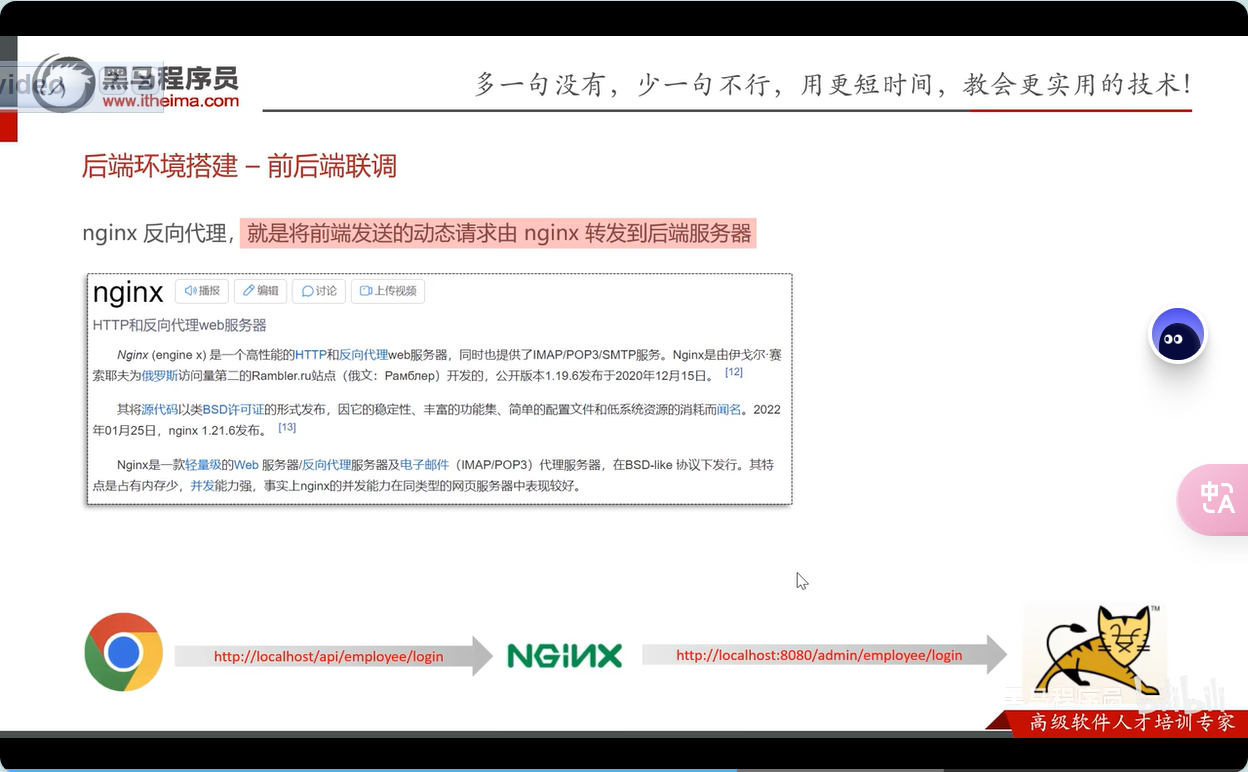 video
黑马程序员
www.itheima.com
多一句没有，少一句不行，用更短时间，教会更实用的技术！
后端环境搭建 – 前后端联调
nginx 反向代理，就是将前端发送的动态请求由 nginx 转发到后端服务器
nginx 播报 编辑 讨论 上传视频
HTTP和反向代理web服务器
Nginx (engine x) 是一个高性能的HTTP和反向代理web服务器，同时也提供了IMAP/POP3/SMTP服务。Nginx是由伊戈尔·赛
索耶夫为俄罗斯访问量第二的Rambler.ru站点（俄文：Рамблер）开发的，公开版本1.19.6发布于2020年12月15日。 [12]
其将源代码以类BSD许可证的形式发布，因它的稳定性、丰富的功能集、简单的配置文件和低系统资源的消耗而闻名。2022
年01月25日，nginx 1.21.6发布。 [13]
Nginx是一款轻量级的Web 服务器/反向代理服务器及电子邮件（IMAP/POP3）代理服务器，在BSD-like 协议下发行。其特
点是占有内存少，并发能力强，事实上nginx的并发能力在同类型的网页服务器中表现较好。
中A
http://localhost/api/employee/login
NGINX
http://localhost:8080/admin/employee/login
TM
黑马程序员 bilibili
高级软件人才培训专家